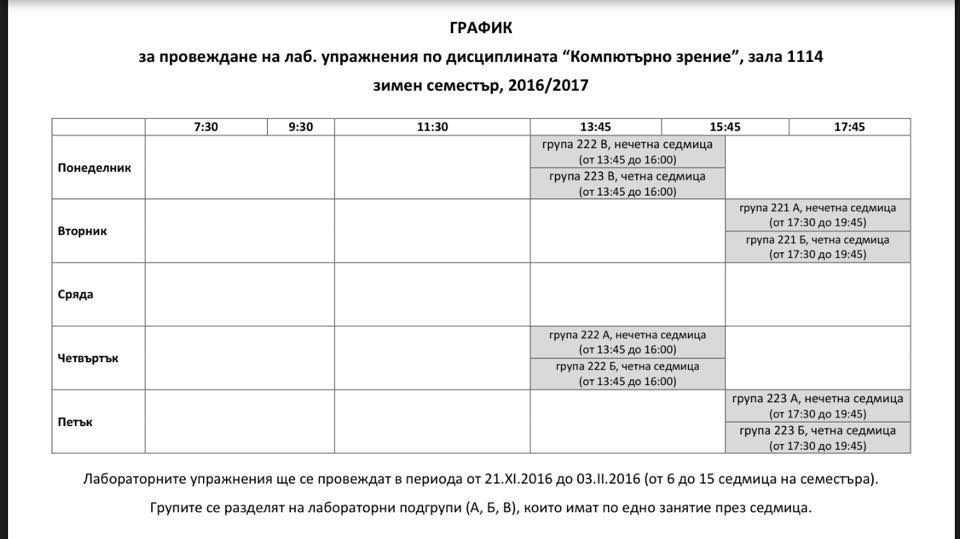 ГРАФИК
за провеждане на лаб. упражнения по дисциплината “Компютърно зрение”, зала 1114
зимен семестър, 2016/2017
7:30 9:30 11:30 13:45 15:45 17:45
Понеделник
група 222 В, нечетна седмица
(от 13:45 до 16:00)
група 223 В, четна седмица
(от 13:45 до 16:00)
Вторник
група 221 А, нечетна седмица
(от 17:30 до 19:45)
група 221 Б, четна седмица
(от 17:30 до 19:45)
Сряда
Четвъртък
група 222 А, нечетна седмица
(от 13:45 до 16:00)
група 222 Б, четна седмица
(от 13:45 до 16:00)
Петък
група 223 А, нечетна седмица
(от 17:30 до 19:45)
група 223 Б, четна седмица
(от 17:30 до 19:45)
Лабораторните упражнения ще се провеждат в периода от 21.XI.2016 до 03.II.2016 (от 6 до 15 седмица на семестъра).
Групите се разделят на лабораторни подгрупи (А, Б, В), които имат по едно занятие през седмица.